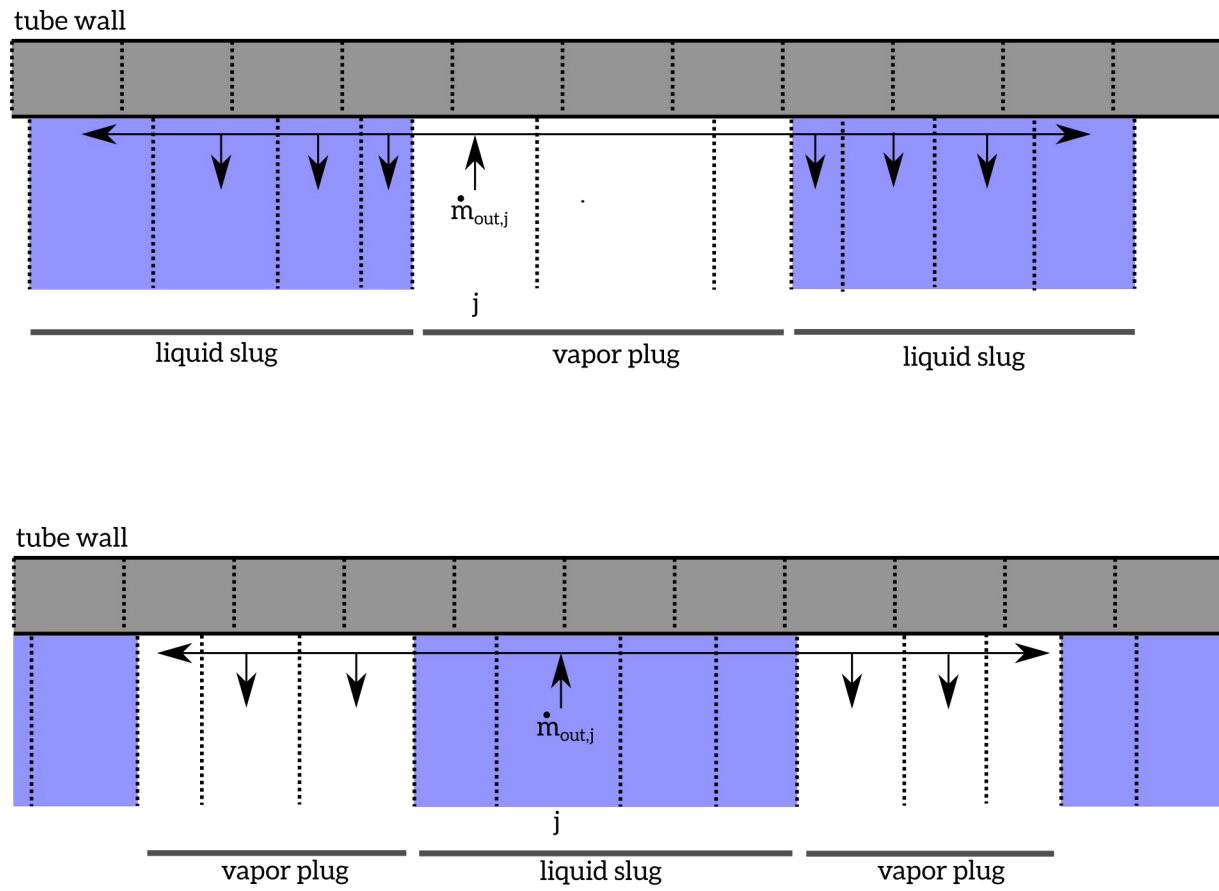 tube wall
ṁout,j
j
liquid slug
vapor plug
liquid slug
tube wall
ṁout,j
j
vapor plug
liquid slug
vapor plug